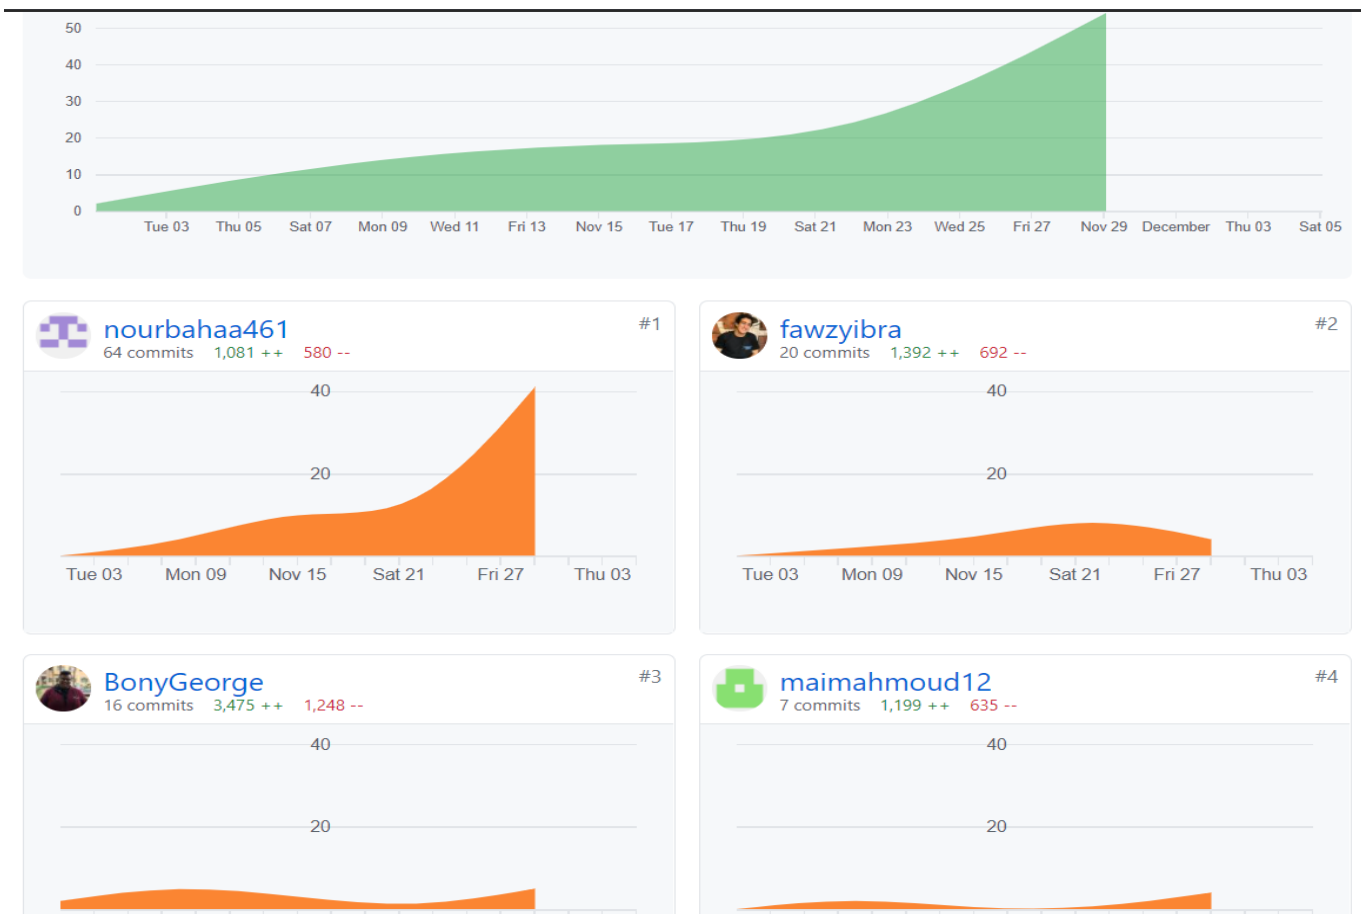 50
40
30
20
10
0
Tue 03 Thu 05 Sat 07 Mon 09 Wed 11 Fri 13 Nov 15 Tue 17 Thu 19 Sat 21 Mon 23 Wed 25 Fri 27 Nov 29 December Thu 03 Sat 05
nourbahaa461 #1
64 commits 1,081 ++ 580 --
40
20
Tue 03 Mon 09 Nov 15 Sat 21 Fri 27 Thu 03
fawzyibra #2
20 commits 1,392 ++ 692 --
40
20
Tue 03 Mon 09 Nov 15 Sat 21 Fri 27 Thu 03
BonyGeorge #3
16 commits 3,475 ++ 1,248 --
40
20
maimahmoud12 #4
7 commits 1,199 ++ 635 --
40
20